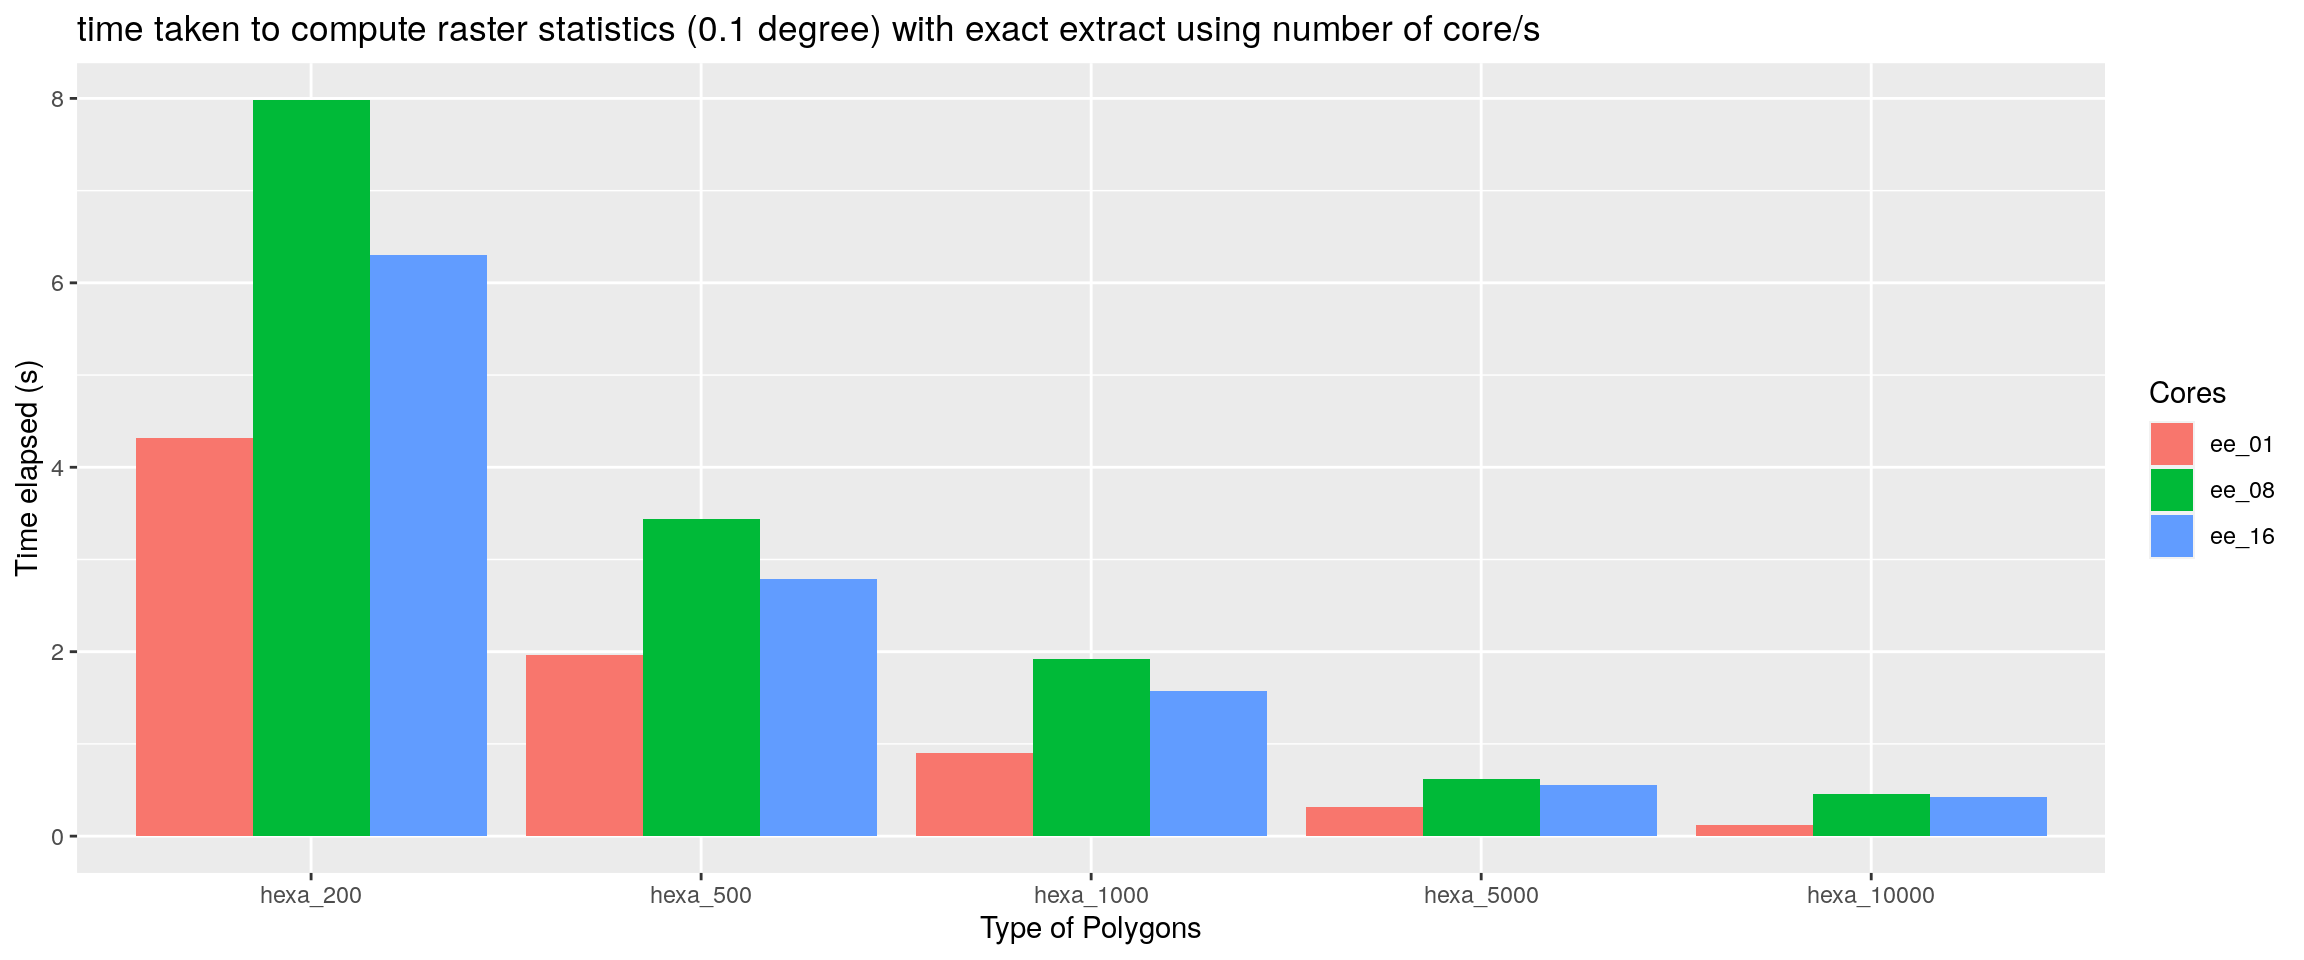 time taken to compute raster statistics (0.1 degree) with exact extract using number of core/s
8
6
4
2
0
Time elapsed (s)
hexa_200
hexa_500
hexa_1000
hexa_5000
hexa_10000
Type of Polygons
Cores
ee_01
ee_08
ee_16